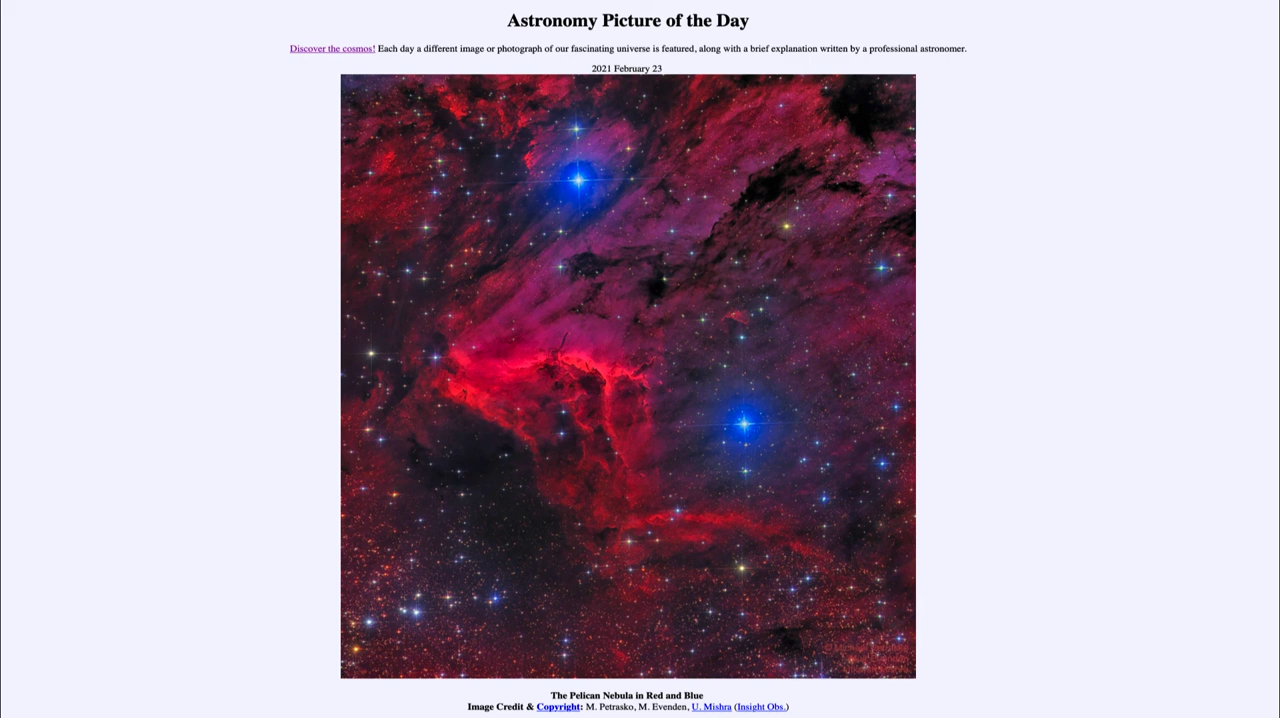 Astronomy Picture of the Day
Discover the cosmos! Each day a different image or photograph of our fascinating universe is featured, along with a brief explanation written by a professional astronomer.
2021 February 23
The Pelican Nebula in Red and Blue
Image Credit & Copyright: M. Petrasko, M. Evenden, U. Mishra (Insight Obs.)